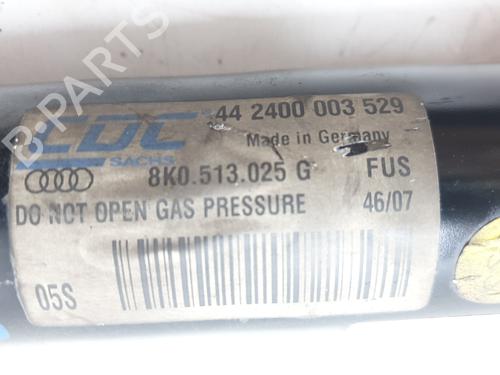 CDC
SACHS
44 2400 003 529
Made in Germany
8K0.513.025 G
FUS
DO NOT OPEN GAS PRESSURE
46/07
05S
B-PARTS